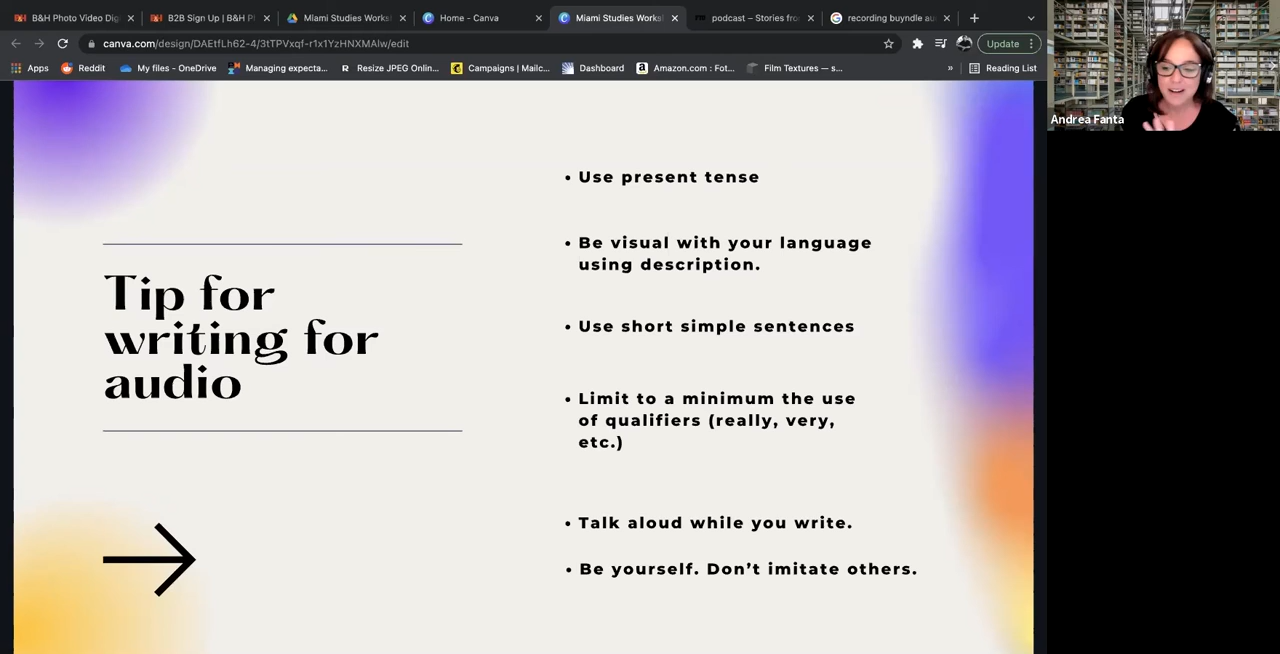 B&H Photo Video Dig
B2B Sign Up | B&H P
Miami Studies Works
Home - Canva
Miami Studies Works
podcast – Stories fro
recording buyndle au
canva.com/design/DAEtfLh62-4/3tTPVxqf-r1x1YzHNXMAIw/edit
Update
Apps
Reddit
My files - OneDrive
Managing expecta...
Resize JPEG Onlin...
Campaigns | Mailc...
Dashboard
Amazon.com : Fot...
Film Textures — s...
»
Reading List
Andrea Fanta
Tip for
writing for
audio
• Use present tense
• Be visual with your language
using description.
• Use short simple sentences
• Limit to a minimum the use
of qualifiers (really, very,
etc.)
• Talk aloud while you write.
• Be yourself. Don’t imitate others.